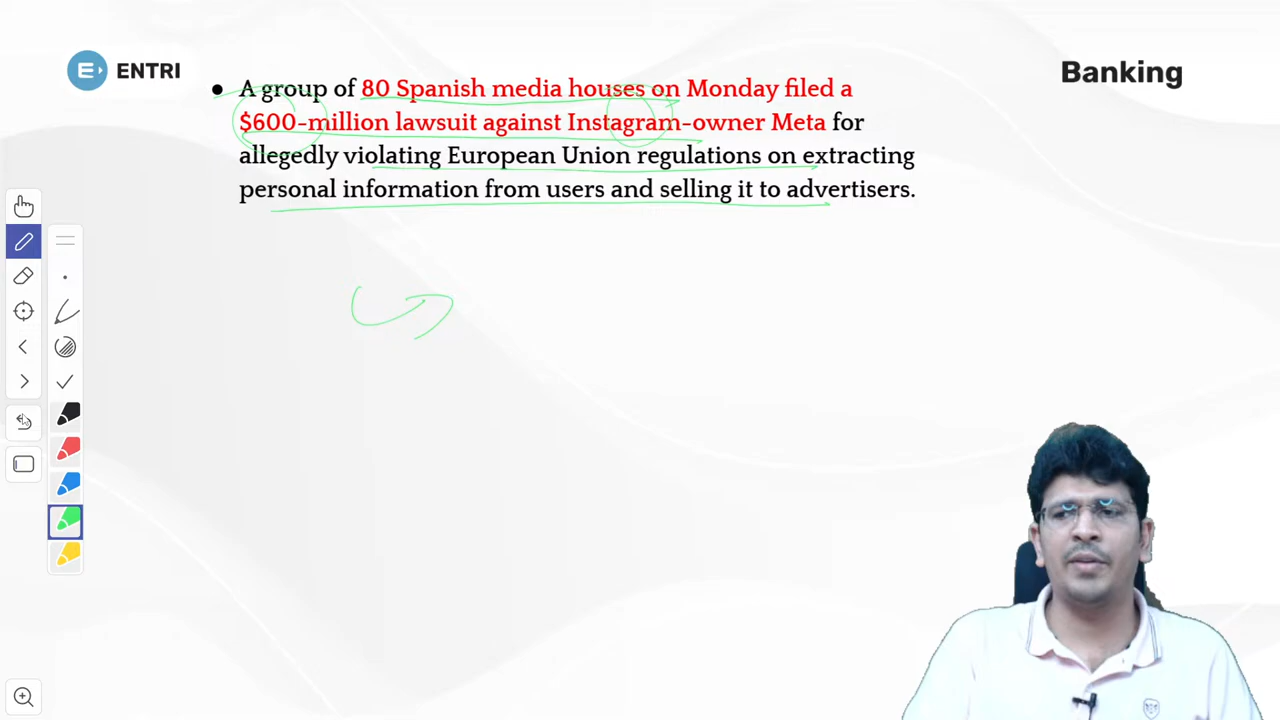 E ENTRI
Banking
● A group of 80 Spanish media houses on Monday filed a
$600-million lawsuit against Instagram-owner Meta for
allegedly violating European Union regulations on extracting
personal information from users and selling it to advertisers.